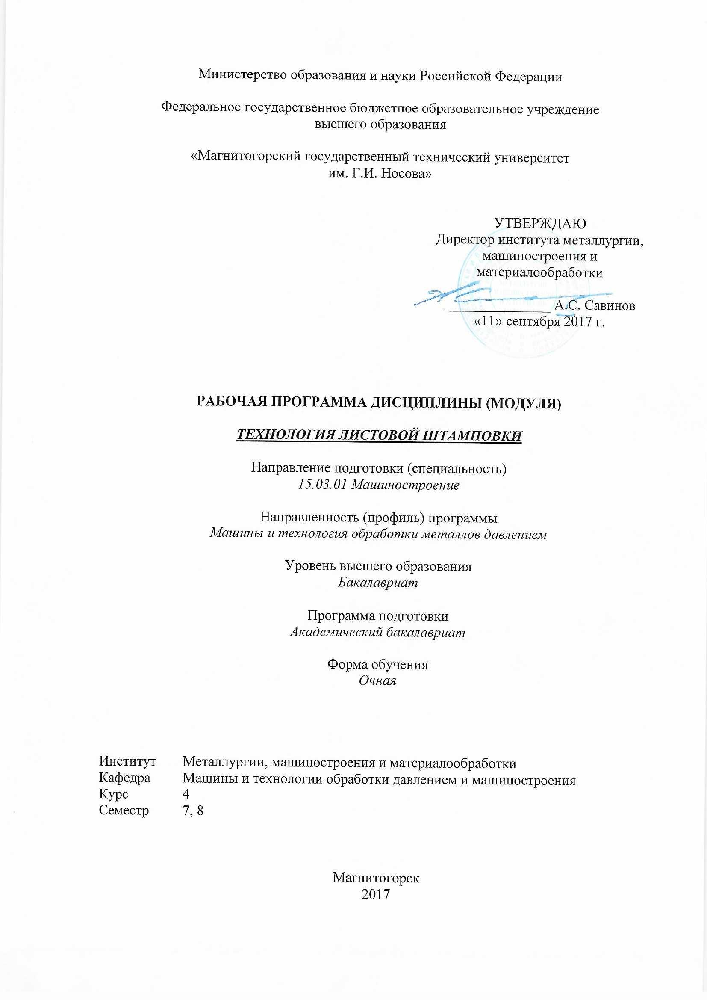 Министерство образования и науки Российской Федерации
Федеральное государственное бюджетное образовательное учреждение
высшего образования
«Магнитогорский государственный технический университет
им. Г.И. Носова»
УТВЕРЖДАЮ
Директор института металлургии,
машиностроения и
материалообработки
А.С. Савинов
«11» сентября 2017 г.
РАБОЧАЯ ПРОГРАММА ДИСЦИПЛИНЫ (МОДУЛЯ)
ТЕХНОЛОГИЯ ЛИСТОВОЙ ШТАМПОВКИ
Направление подготовки (специальность)
15.03.01 Машиностроение
Направленность (профиль) программы
Машины и технология обработки металлов давлением
Уровень высшего образования
Бакалавриат
Программа подготовки
Академический бакалавриат
Форма обучения
Очная
Институт Металлургии, машиностроения и материалообработки
Кафедра Машины и технологии обработки давлением и машиностроения
Курс 4
Семестр 7, 8
Магнитогорск
2017